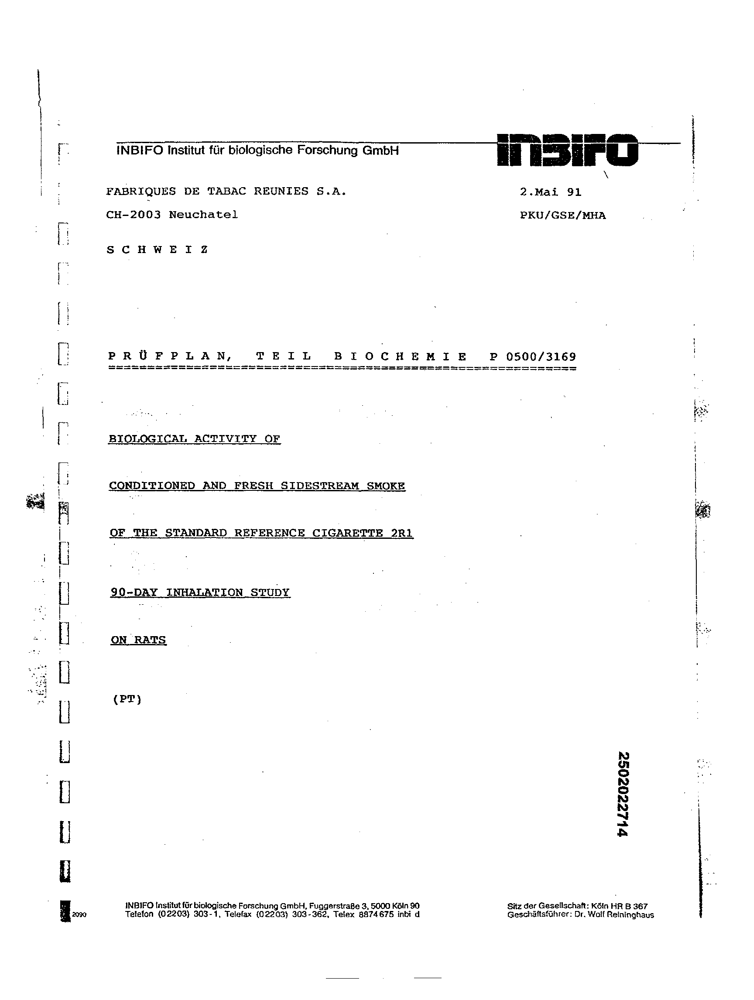 INBIFO Institut für biologische Forschung GmbH
INBIFO
FABRIQUES DE TABAC REUNIES S.A.
2.Mai 91
CH-2003 Neuchatel
PKU/GSE/MHA
S C H W E I Z
P R Ü F P L A N, T E I L B I O C H E M I E P 0500/3169
BIOLOGICAL ACTIVITY OF
CONDITIONED AND FRESH SIDESTREAM SMOKE
OF THE STANDARD REFERENCE CIGARETTE 2R1
90-DAY INHALATION STUDY
ON RATS
(PT)
2502022714
2090
INBIFO Institut für biologische Forschung GmbH, Fuggerstraße 3, 5000 Köln 90
Telefon (02203) 303-1, Telefax (02203) 303-362, Telex 8874675 inbi d
Sitz der Gesellschaft: Köln HR B 367
Geschäftsführer: Dr. Wolf Reininghaus